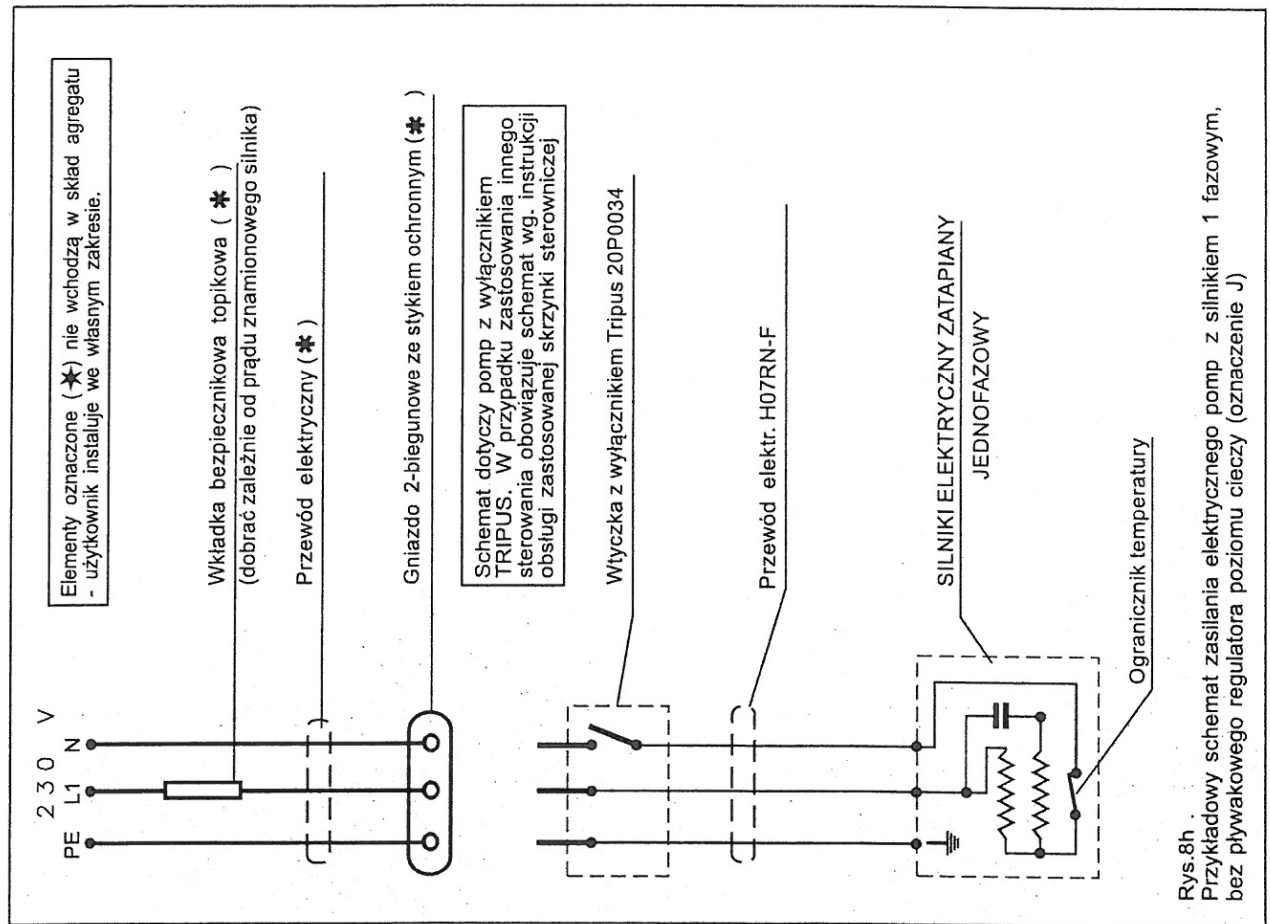 Elementy oznaczone (✶) nie wchodzą w skład agregatu
- użytkownik instaluje we własnym zakresie.
230 V
PE L1 N
Wkładka bezpiecznikowa topikowa ( ✱ )
(dobrać zależnie od prądu znamionowego silnika)
Przewód elektryczny (✱ )
Gniazdo 2-biegunowe ze stykiem ochronnym (✱ )
Schemat dotyczy pomp z wyłącznikiem
TRIPUS. W przypadku zastosowania innego
sterowania obowiązuje schemat wg. instrukcji
obsługi zastosowanej skrzynki sterowniczej
Wtyczka z wyłącznikiem Tripus 20P0034
Przewód elektr. H07RN-F
SILNIKI ELEKTRYCZNY ZATAPIANY
JEDNOFAZOWY
Ogranicznik temperatury
Rys.8h .
Przykładowy schemat zasilania elektrycznego pomp z silnikiem 1 fazowym,
bez pływakowego regulatora poziomu cieczy (oznaczenie J)